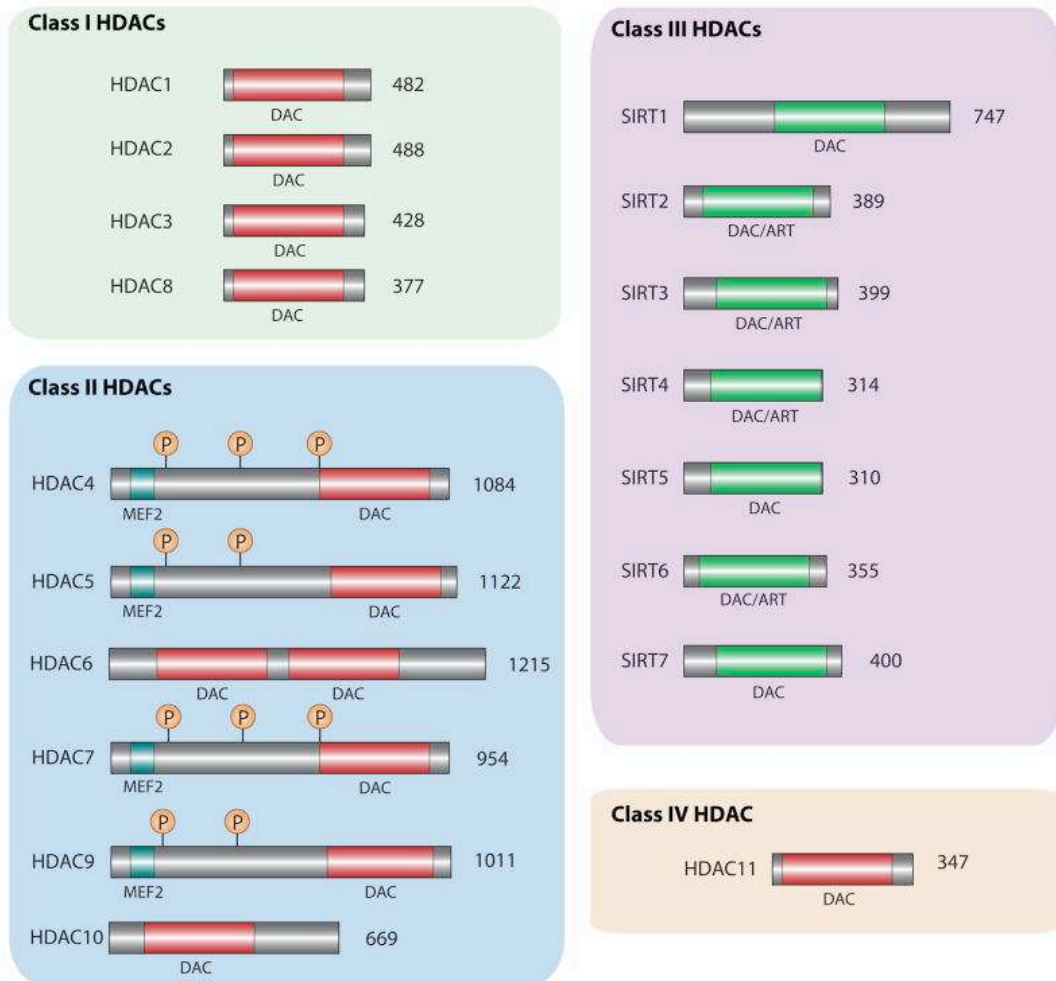 Class I HDACs
HDAC1 482
DAC
HDAC2 488
DAC
HDAC3 428
DAC
HDAC8 377
DAC
Class II HDACs
P P P
HDAC4 1084
MEF2 DAC
P P
HDAC5 1122
MEF2 DAC
HDAC6 1215
DAC DAC
P P P
HDAC7 954
MEF2 DAC
P P
HDAC9 1011
MEF2 DAC
HDAC10 669
DAC
Class III HDACs
SIRT1 747
DAC
SIRT2 389
DAC/ART
SIRT3 399
DAC/ART
SIRT4 314
DAC/ART
SIRT5 310
DAC
SIRT6 355
DAC/ART
SIRT7 400
DAC
Class IV HDAC
HDAC11 347
DAC